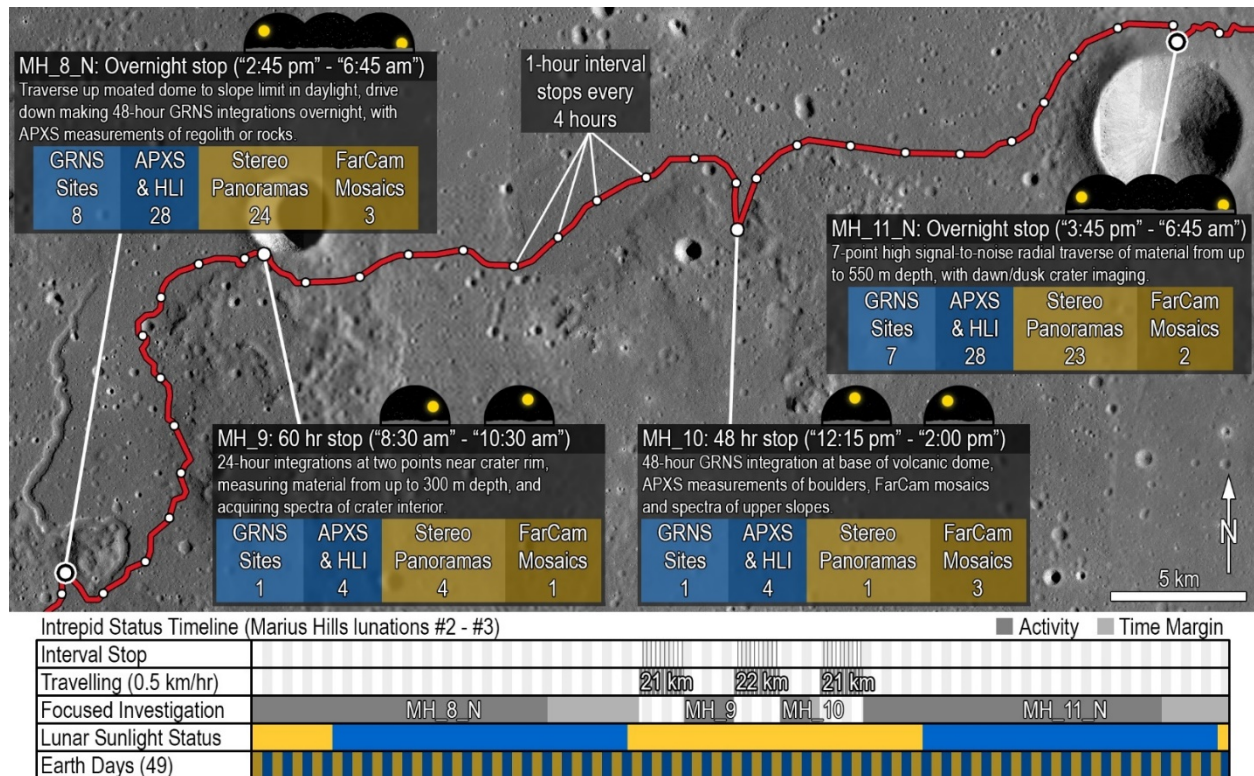 MH_8_N: Overnight stop ("2:45 pm" - "6:45 am")
Traverse up moated dome to slope limit in daylight, drive
down making 48-hour GRNS integrations overnight, with
APXS measurements of regolith or rocks.
GRNS Sites 8
APXS & HLI 28
Stereo Panoramas 24
FarCam Mosaics 3
1-hour interval
stops every
4 hours
MH_11_N: Overnight stop ("3:45 pm" - "6:45 am")
7-point high signal-to-noise radial traverse of material from up
to 550 m depth, with dawn/dusk crater imaging.
GRNS Sites 7
APXS & HLI 28
Stereo Panoramas 23
FarCam Mosaics 2
MH_9: 60 hr stop ("8:30 am" - "10:30 am")
24-hour integrations at two points near crater rim,
measuring material from up to 300 m depth, and
acquiring spectra of crater interior.
GRNS Sites 1
APXS & HLI 4
Stereo Panoramas 4
FarCam Mosaics 1
MH_10: 48 hr stop ("12:15 pm" - "2:00 pm")
48-hour GRNS integration at base of volcanic dome,
APXS measurements of boulders, FarCam mosaics
and spectra of upper slopes.
GRNS Sites 1
APXS & HLI 4
Stereo Panoramas 1
FarCam Mosaics 3
N
5 km
Intrepid Status Timeline (Marius Hills lunations #2 - #3)
Activity
Time Margin
Interval Stop
Travelling (0.5 km/hr) 21 km 22 km 21 km
Focused Investigation MH_8_N MH_9 MH_10 MH_11_N
Lunar Sunlight Status
Earth Days (49)